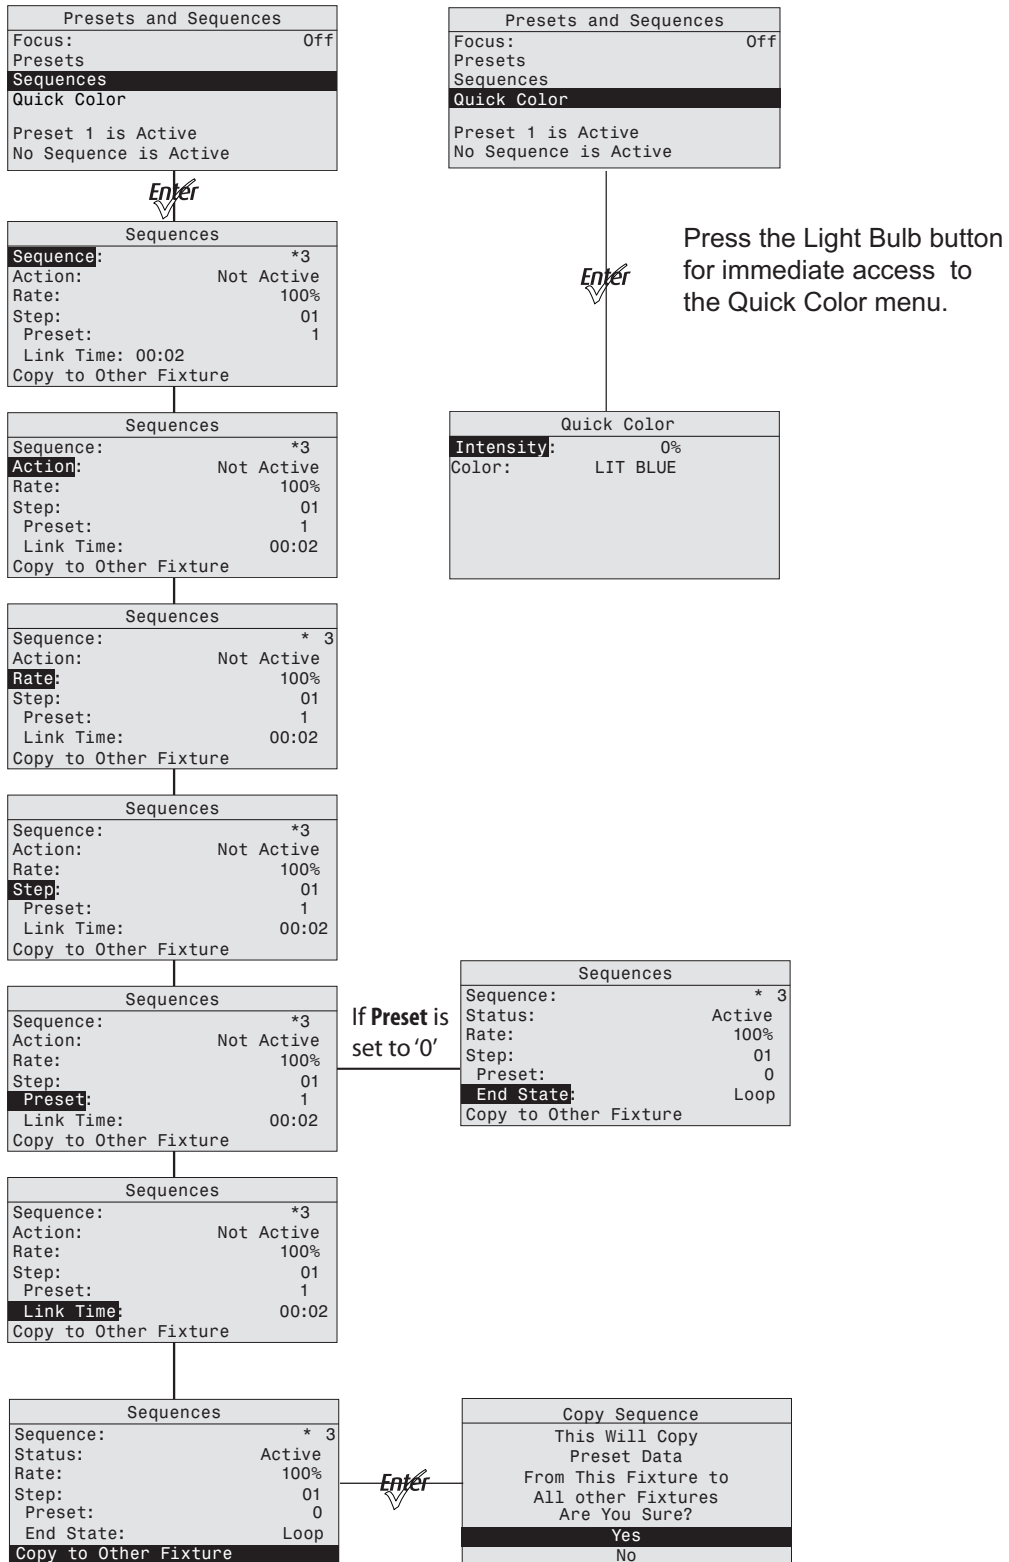 Presets and Sequences
Focus: Off
Presets
Sequences
Quick Color
Preset 1 is Active
No Sequence is Active
Enter
Sequences
Sequence: *3
Action: Not Active
Rate: 100%
Step: 01
Preset: 1
Link Time: 00:02
Copy to Other Fixture
Sequences
Sequence: *3
Action: Not Active
Rate: 100%
Step: 01
Preset: 1
Link Time: 00:02
Copy to Other Fixture
Sequences
Sequence: * 3
Action: Not Active
Rate: 100%
Step: 01
Preset: 1
Link Time: 00:02
Copy to Other Fixture
Sequences
Sequence: *3
Action: Not Active
Rate: 100%
Step: 01
Preset: 1
Link Time: 00:02
Copy to Other Fixture
Sequences
Sequence: *3
Action: Not Active
Rate: 100%
Step: 01
Preset: 1
Link Time: 00:02
Copy to Other Fixture
If Preset is
set to ‘0’
Sequences
Sequence: * 3
Status: Active
Rate: 100%
Step: 01
Preset: 0
End State: Loop
Copy to Other Fixture
Sequences
Sequence: *3
Action: Not Active
Rate: 100%
Step: 01
Preset: 1
Link Time: 00:02
Copy to Other Fixture
Sequences
Sequence: * 3
Status: Active
Rate: 100%
Step: 01
Preset: 0
End State: Loop
Copy to Other Fixture
Enter
Copy Sequence
This Will Copy
Preset Data
From This Fixture to
All other Fixtures
Are You Sure?
Yes
No
Presets and Sequences
Focus: Off
Presets
Sequences
Quick Color
Preset 1 is Active
No Sequence is Active
Enter
Press the Light Bulb button
for immediate access to
the Quick Color menu.
Quick Color
Intensity: 0%
Color: LIT BLUE